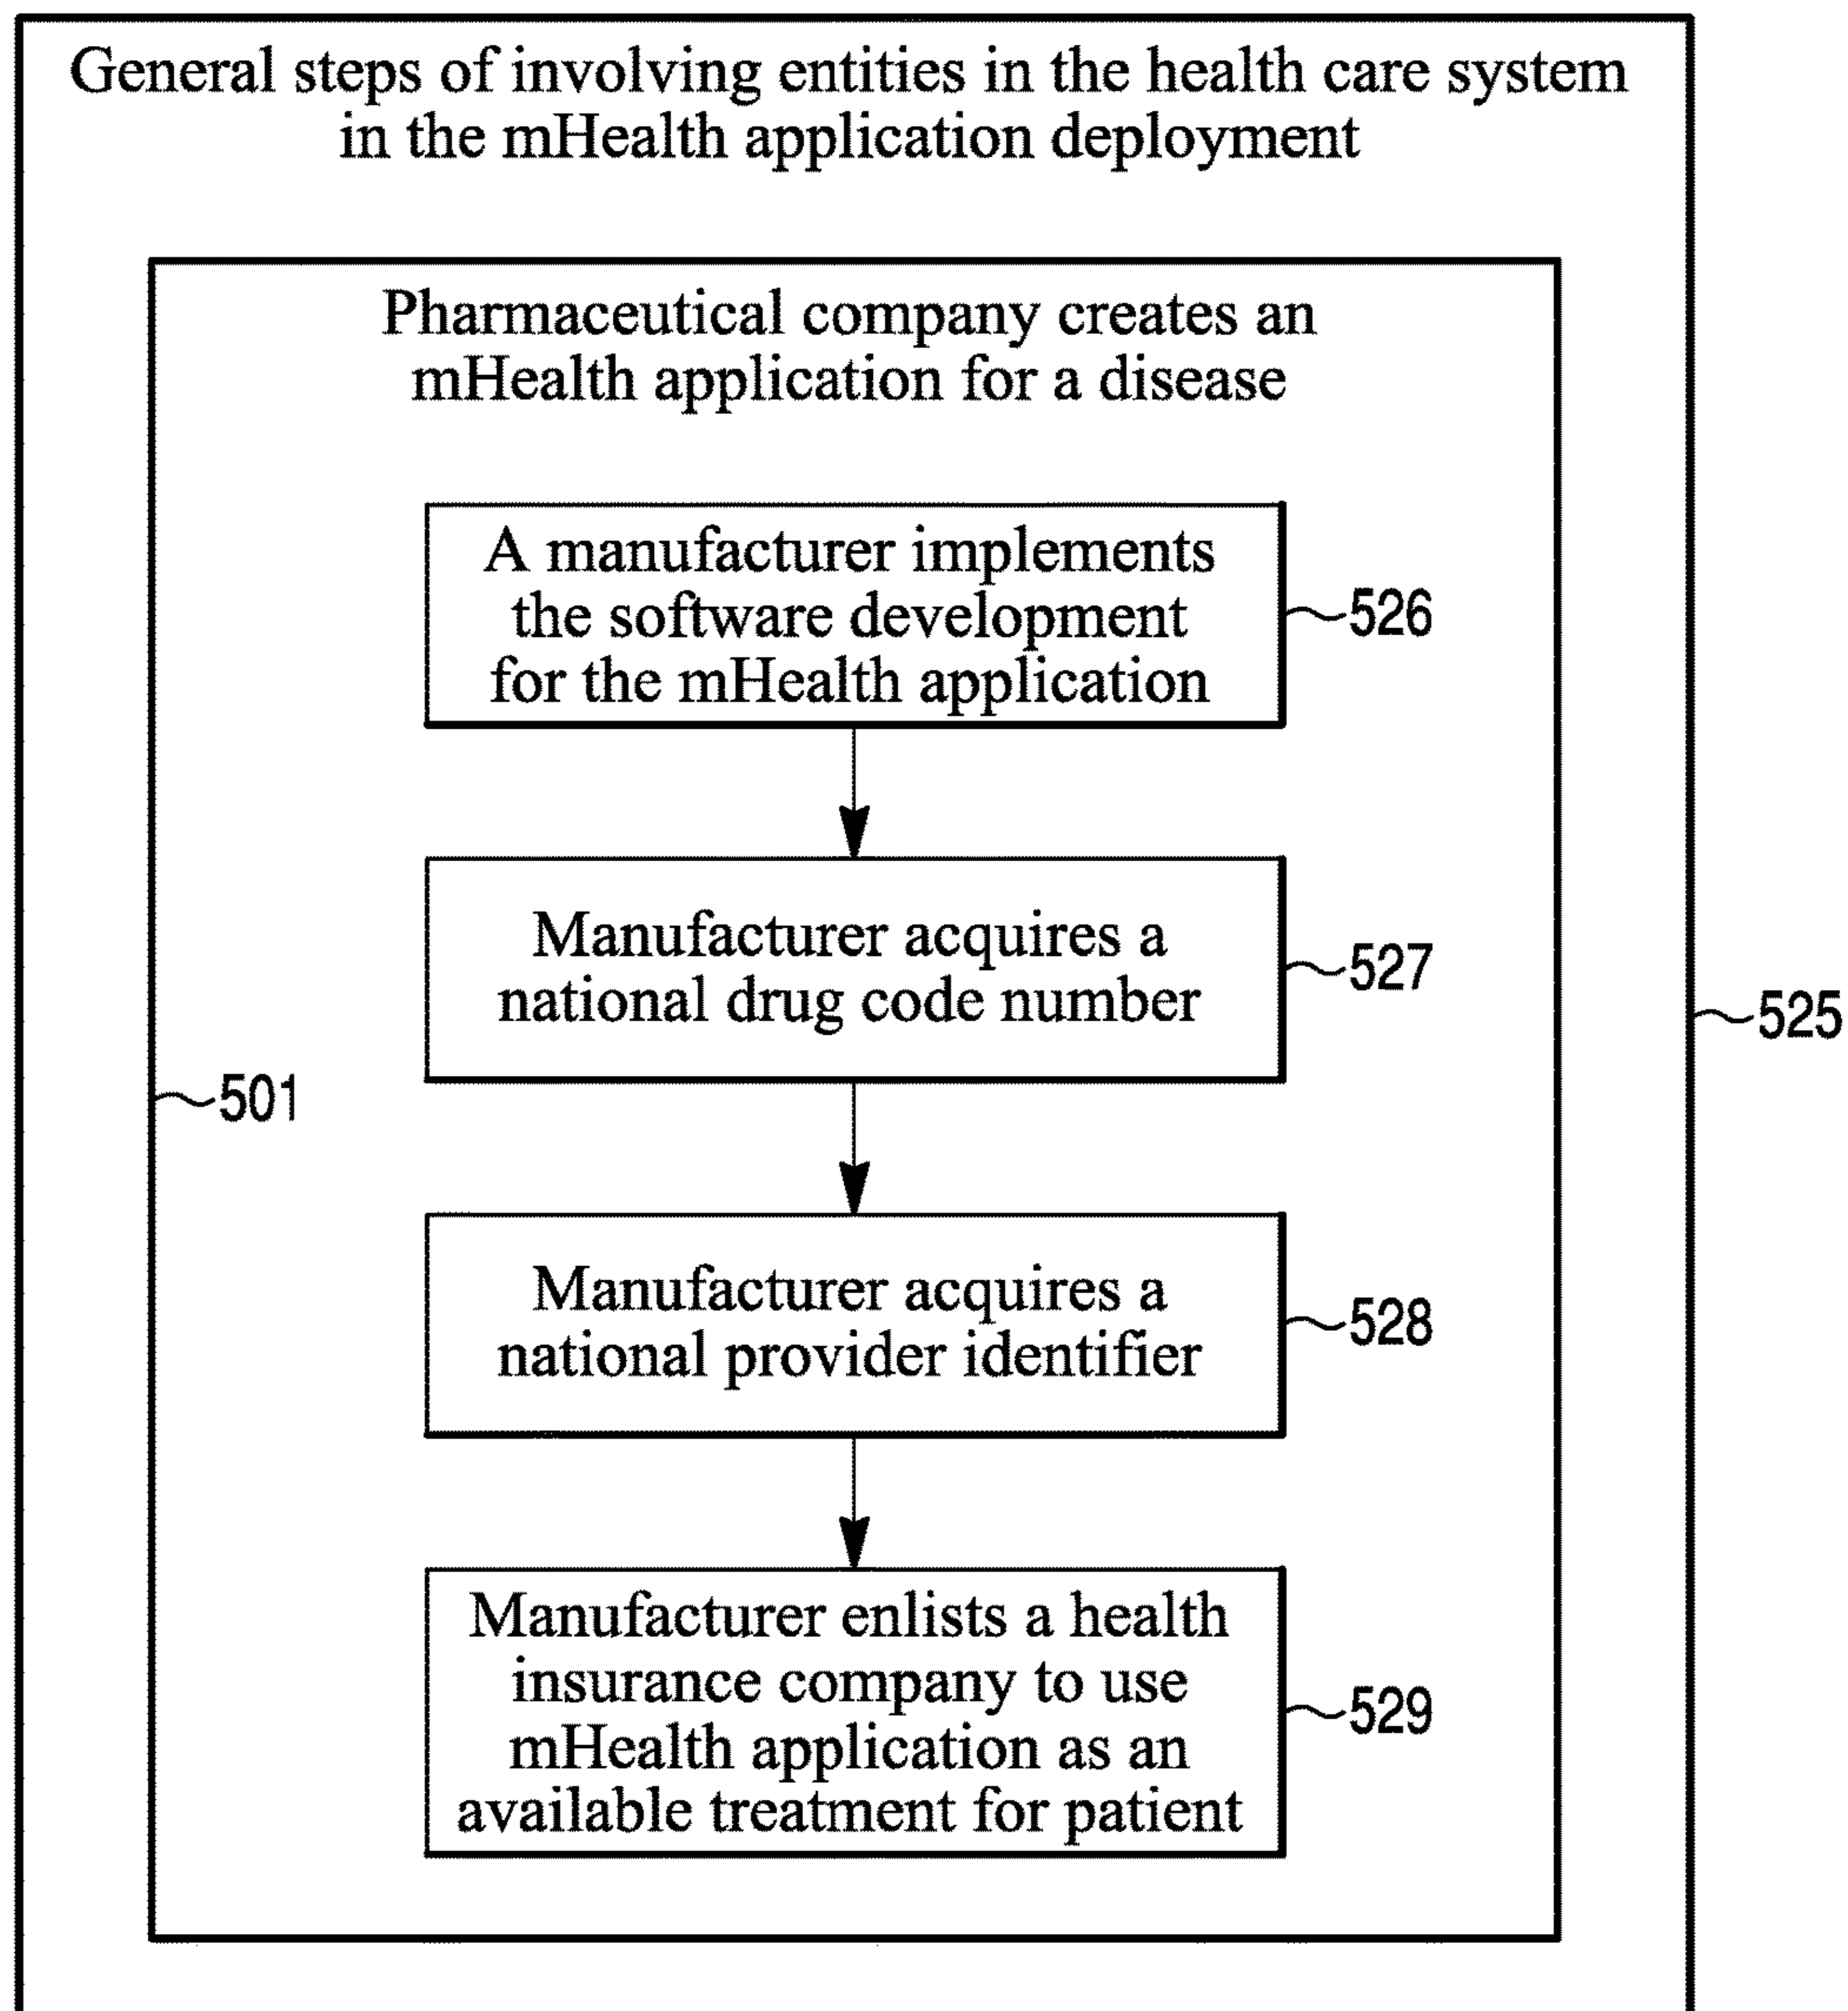 General steps of involving entities in the health care system
in the mHealth application deployment
Pharmaceutical company creates an
mHealth application for a disease
A manufacturer implements
the software development
for the mHealth application
526
Manufacturer acquires a
national drug code number
527
525
501
Manufacturer acquires a
national provider identifier
528
Manufacturer enlists a health
insurance company to use
mHealth application as an
available treatment for patient
529